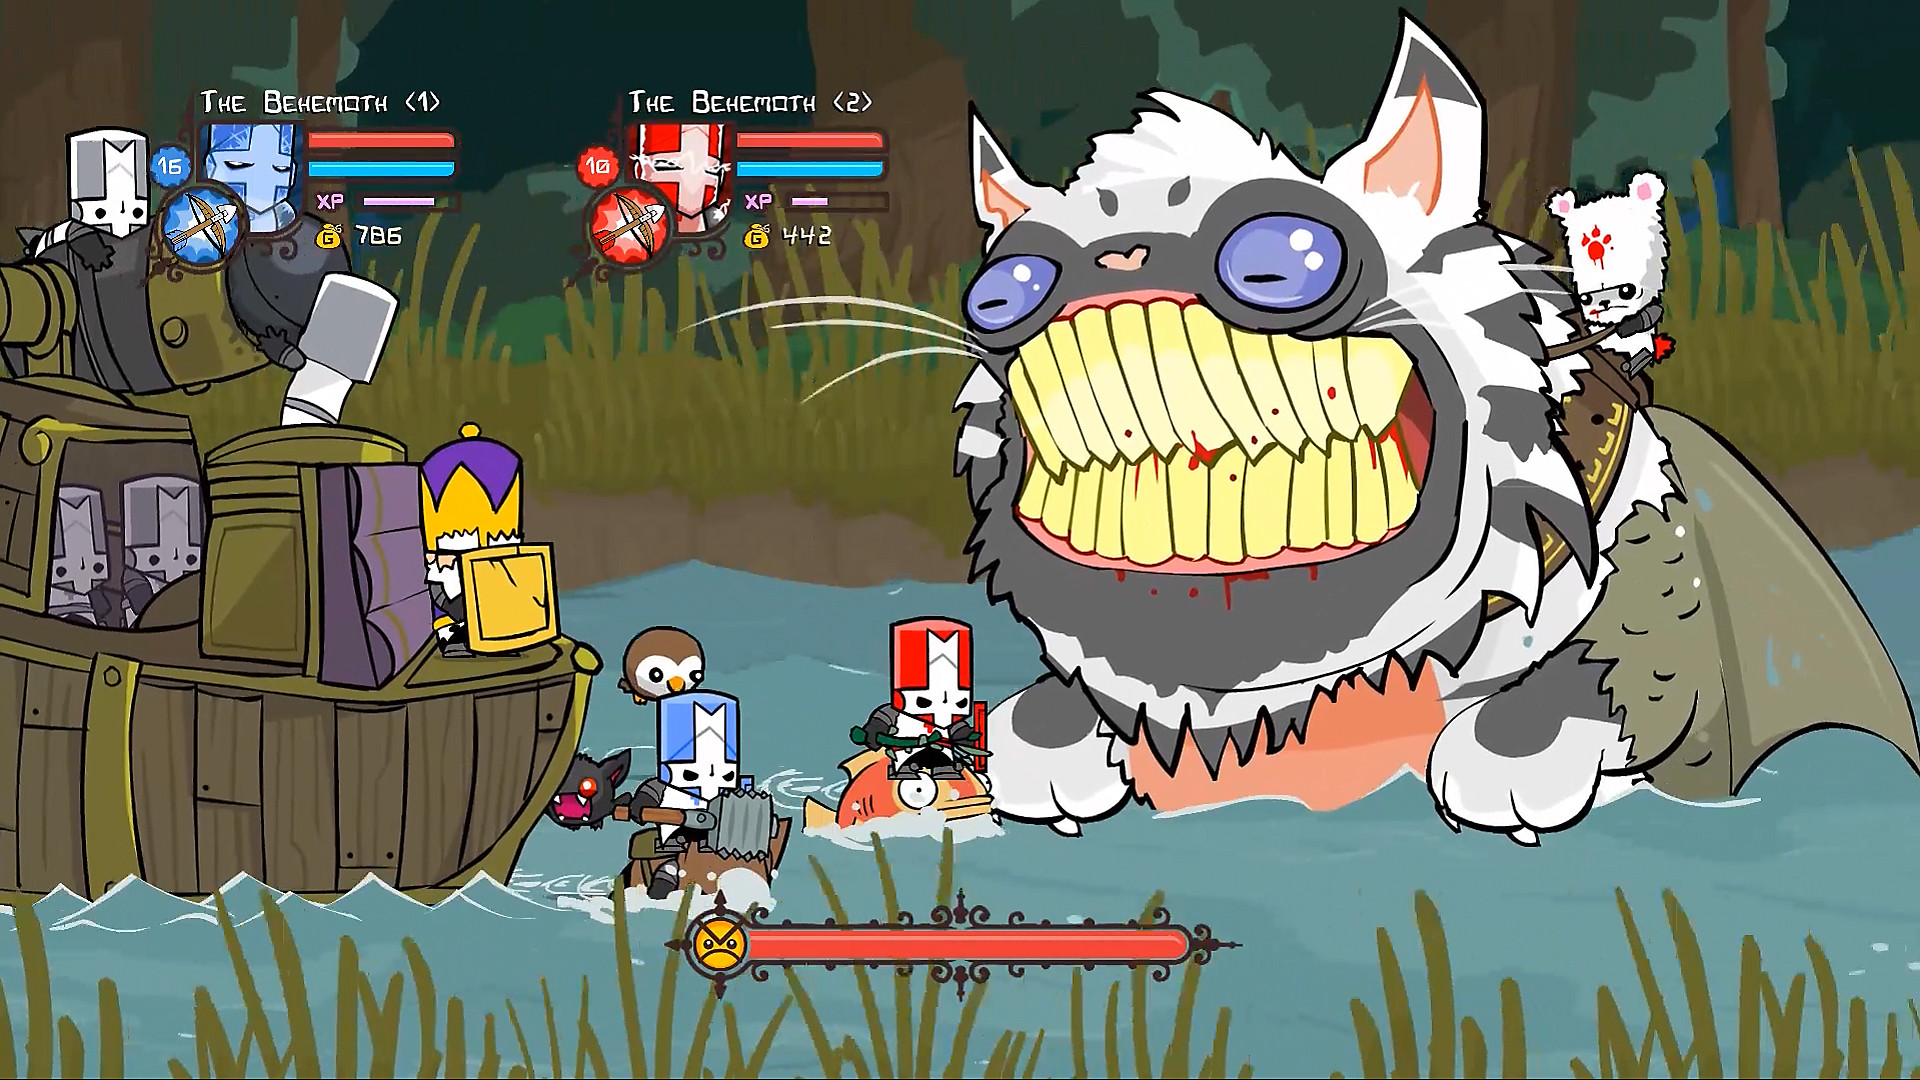 The Behemoth <1>
16
XP
G
786
The Behemoth <2>
10
XP
G
442